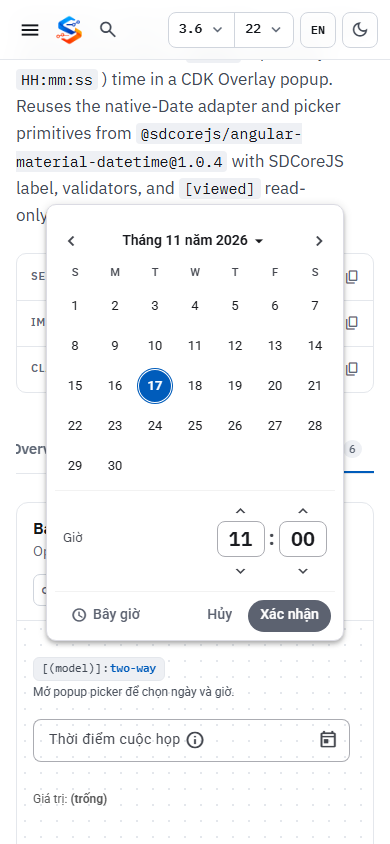 3.6
22
EN
HH:mm:ss ) time in a CDK Overlay popup.
Reuses the native-Date adapter and picker
primitives from @sdcorejs/angular-
material-datetime@1.0.4 with SDCoreJS
label, validators, and [viewed] read-
only
Tháng 11 năm 2026
S M T W T F S
1 2 3 4 5 6 7
8 9 10 11 12 13 14
15 16 17 18 19 20 21
22 23 24 25 26 27 28
29 30
SE
IM
CL
6
Giờ
11 : 00
Bây giờ
Hủy
Xác nhận
[(model)]:two-way
Mở popup picker để chọn ngày và giờ.
Thời điểm cuộc họp
Giá trị: (trống)